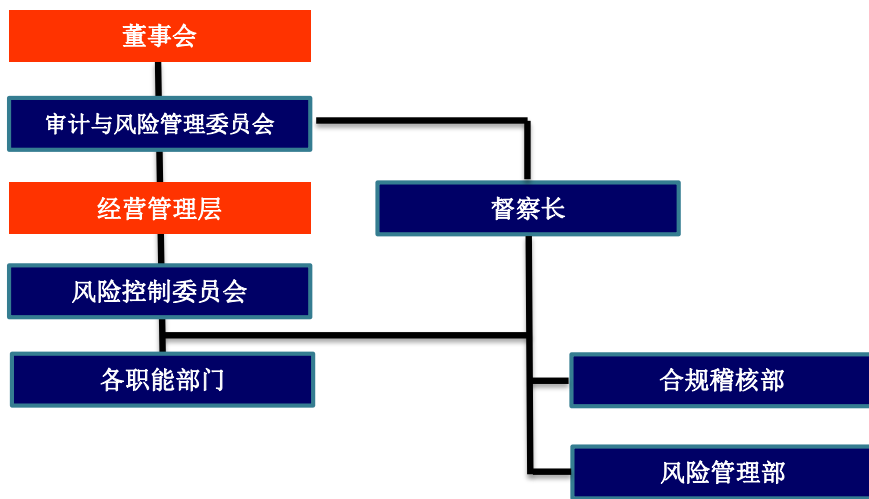 董事会
审计与风险管理委员会
经营管理层
督察长
风险控制委员会
各职能部门
合规稽核部
风险管理部